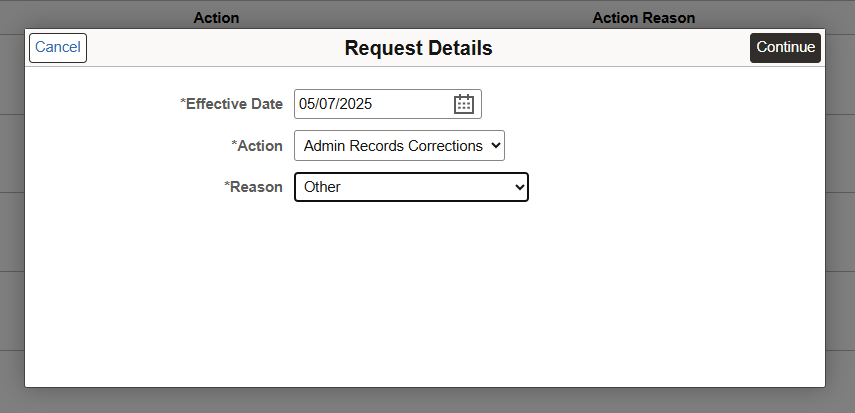 Action Action Reason
Cancel Request Details Continue
*Effective Date 05/07/2025
*Action Admin Records Corrections
*Reason Other